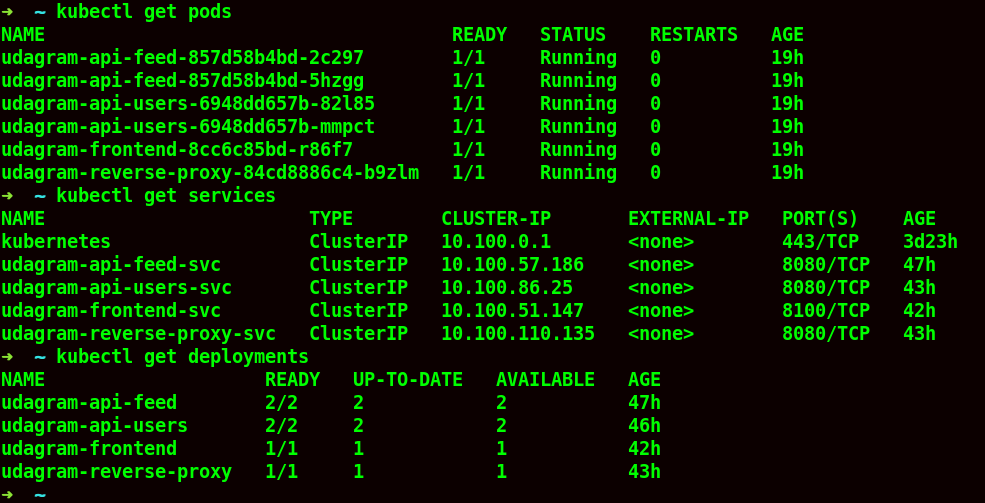 ➜  ~ kubectl get pods
NAME                                     READY   STATUS    RESTARTS   AGE
udagram-api-feed-857d58b4bd-2c297        1/1     Running   0          19h
udagram-api-feed-857d58b4bd-5hzgg        1/1     Running   0          19h
udagram-api-users-6948dd657b-82l85       1/1     Running   0          19h
udagram-api-users-6948dd657b-mmpct       1/1     Running   0          19h
udagram-frontend-8cc6c85bd-r86f7         1/1     Running   0          19h
udagram-reverse-proxy-84cd8886c4-b9zlm   1/1     Running   0          19h
➜  ~ kubectl get services
NAME                        TYPE        CLUSTER-IP       EXTERNAL-IP   PORT(S)    AGE
kubernetes                  ClusterIP   10.100.0.1       <none>        443/TCP    3d23h
udagram-api-feed-svc        ClusterIP   10.100.57.186    <none>        8080/TCP   47h
udagram-api-users-svc       ClusterIP   10.100.86.25     <none>        8080/TCP   43h
udagram-frontend-svc        ClusterIP   10.100.51.147    <none>        8100/TCP   42h
udagram-reverse-proxy-svc   ClusterIP   10.100.110.135   <none>        8080/TCP   43h
➜  ~ kubectl get deployments
NAME                    READY   UP-TO-DATE   AVAILABLE   AGE
udagram-api-feed        2/2     2            2           47h
udagram-api-users       2/2     2            2           46h
udagram-frontend        1/1     1            1           42h
udagram-reverse-proxy   1/1     1            1           43h
➜  ~